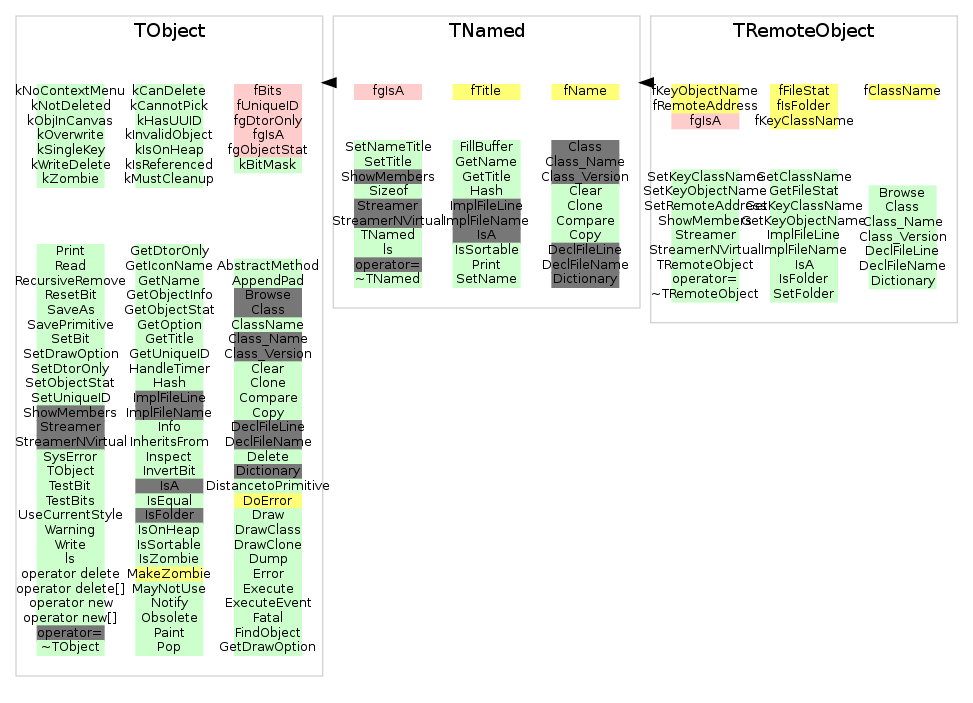 TObject
kNoContextMenu
kNotDeleted
kObjInCanvas
kOverwrite
kSingleKey
kWriteDelete
kZombie
kCanDelete
kCannotPick
kHasUUID
kInvalidObject
kIsOnHeap
kIsReferenced
kMustCleanup
fBits
fUniqueID
fgDtorOnly
fgIsA
fgObjectStat
kBitMask
Print
Read
RecursiveRemove
ResetBit
SaveAs
SavePrimitive
SetBit
SetDrawOption
SetDtorOnly
SetObjectStat
SetUniqueID
ShowMembers
Streamer
StreamerNVirtual
SysError
TObject
TestBit
TestBits
UseCurrentStyle
Warning
Write
ls
operator delete
operator delete[]
operator new
operator new[]
operator=
~TObject
GetDtorOnly
GetIconName
GetName
GetObjectInfo
GetObjectStat
GetOption
GetTitle
GetUniqueID
HandleTimer
Hash
ImplFileLine
ImplFileName
Info
InheritsFrom
Inspect
InvertBit
IsA
IsEqual
IsFolder
IsOnHeap
IsSortable
IsZombie
MakeZombie
MayNotUse
Notify
Obsolete
Paint
Pop
AbstractMethod
AppendPad
Browse
Class
ClassName
Class_Name
Class_Version
Clear
Clone
Compare
Copy
DeclFileLine
DeclFileName
Delete
Dictionary
DistancetoPrimitive
DoError
Draw
DrawClass
DrawClone
Dump
Error
Execute
ExecuteEvent
Fatal
FindObject
GetDrawOption
TNamed
fgIsA
fTitle
fName
SetNameTitle
SetTitle
ShowMembers
Sizeof
Streamer
StreamerNVirtual
TNamed
ls
operator=
~TNamed
FillBuffer
GetName
GetTitle
Hash
ImplFileLine
ImplFileName
IsA
IsSortable
Print
SetName
Class
Class_Name
Class_Version
Clear
Clone
Compare
Copy
DeclFileLine
DeclFileName
Dictionary
TRemoteObject
fKeyObjectName
fRemoteAddress
fgIsA
fFileStat
fIsFolder
fKeyClassName
fClassName
SetKeyClassName
SetKeyObjectName
SetRemoteAddress
ShowMembers
Streamer
StreamerNVirtual
TRemoteObject
operator=
~TRemoteObject
GetClassName
GetFileStat
GetKeyClassName
GetKeyObjectName
ImplFileLine
ImplFileName
IsA
IsFolder
SetFolder
Browse
Class
Class_Name
Class_Version
DeclFileLine
DeclFileName
Dictionary